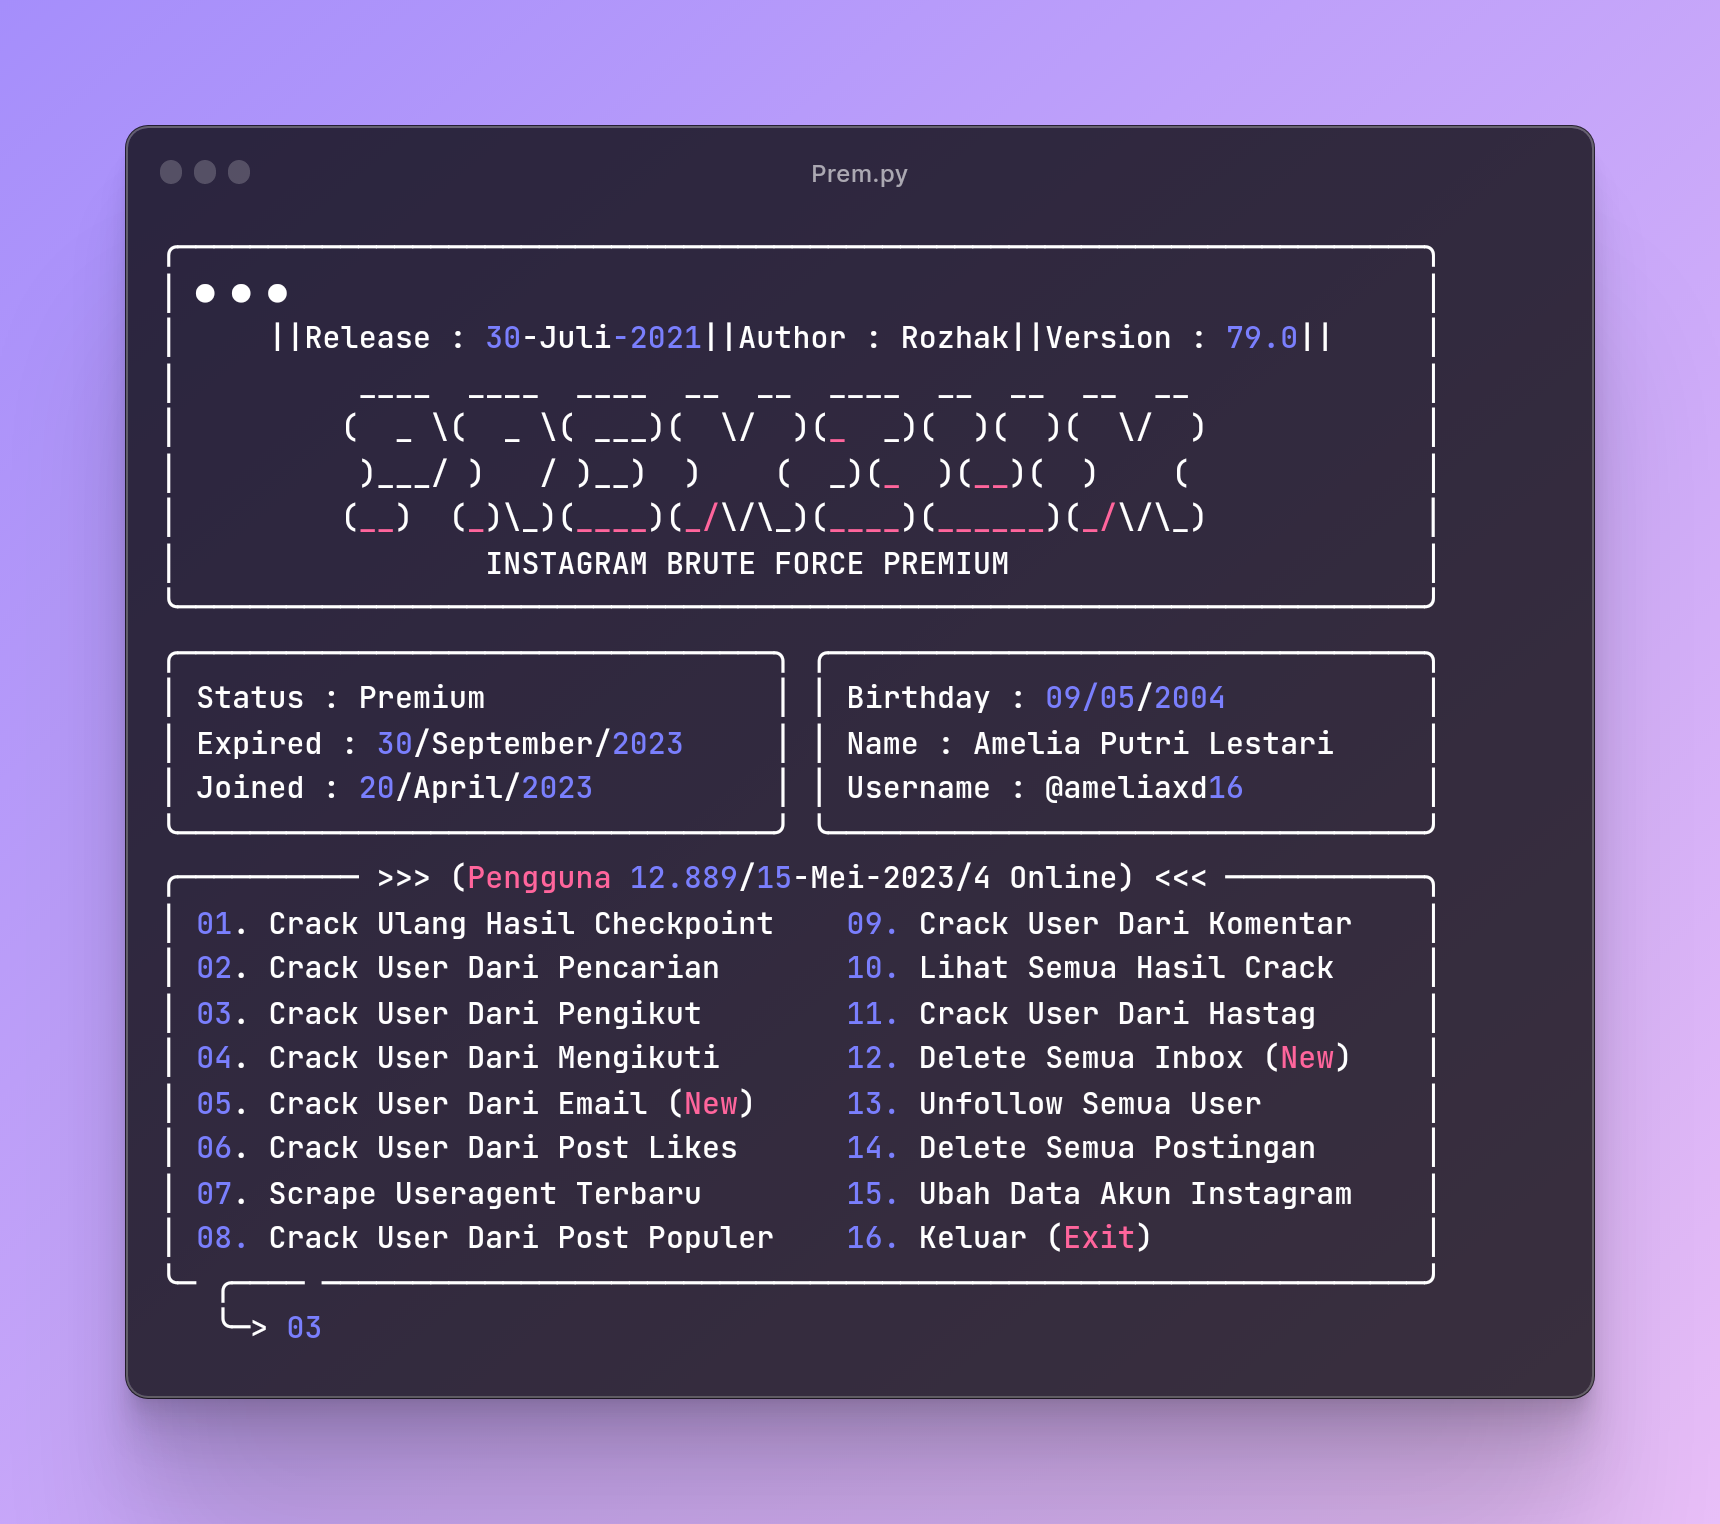 Prem.py
● ● ●
||Release : 30-Juli-2021||Author : Rozhak||Version : 79.0||
 ____  ____  ____  __  __  ____  __  __  __  __
(  _ \(  _ \( ___)(  \/  )(_  _)(  )(  )(  \/  )
 )___/ )   / )__)  )    (  _)(_  )(__)(  )    (
(__)  (_)\_)(____)(_/\/\_)(____)(______)(_/\/\_)
INSTAGRAM BRUTE FORCE PREMIUM
Status : Premium
Expired : 30/September/2023
Joined : 20/April/2023
Birthday : 09/05/2004
Name : Amelia Putri Lestari
Username : @ameliaxd16
>>> (Pengguna 12.889/15-Mei-2023/4 Online) <<<
01. Crack Ulang Hasil Checkpoint
02. Crack User Dari Pencarian
03. Crack User Dari Pengikut
04. Crack User Dari Mengikuti
05. Crack User Dari Email (New)
06. Crack User Dari Post Likes
07. Scrape Useragent Terbaru
08. Crack User Dari Post Populer
09. Crack User Dari Komentar
10. Lihat Semua Hasil Crack
11. Crack User Dari Hastag
12. Delete Semua Inbox (New)
13. Unfollow Semua User
14. Delete Semua Postingan
15. Ubah Data Akun Instagram
16. Keluar (Exit)
> 03